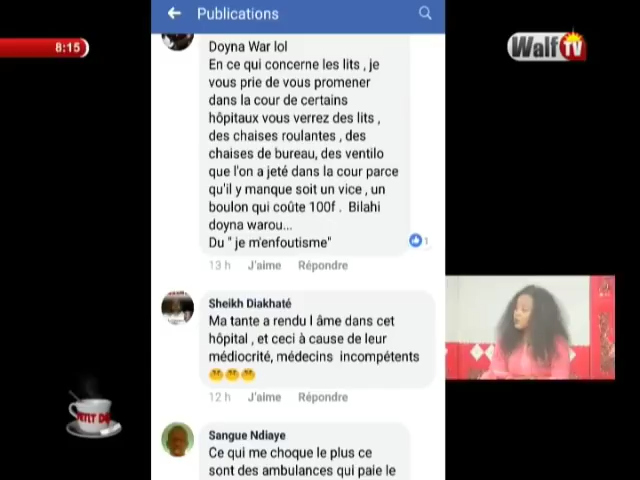 Publications
8:15
Walf TV
Doyna War lol
En ce qui concerne les lits , je
vous prie de vous promener
dans la cour de certains
hôpitaux vous verrez des lits ,
des chaises roulantes , des
chaises de bureau, des ventilo
que l'on a jeté dans la cour parce
qu'il y manque soit un vice , un
boulon qui coûte 100f . Bilahi
doyna warou...
Du " je m'enfoutisme"
1
13 h J'aime Répondre
Sheikh Diakhaté
Ma tante a rendu l âme dans cet
hôpital , et ceci à cause de leur
médiocrité, médecins incompétents
12 h J'aime Répondre
Sangue Ndiaye
Ce qui me choque le plus ce
sont des ambulances qui paie le